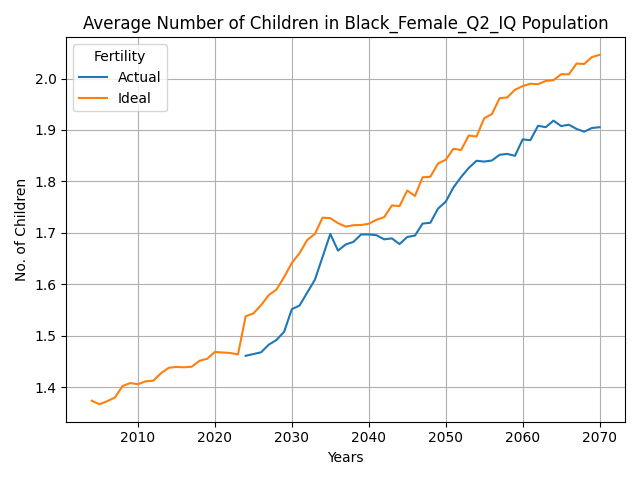 Average Number of Children in Black_Female_Q2_IQ Population
Fertility
Actual
Ideal
No. of Children
2.0
1.9
1.8
1.7
1.6
1.5
1.4
2010 2020 2030 2040 2050 2060 2070
Years